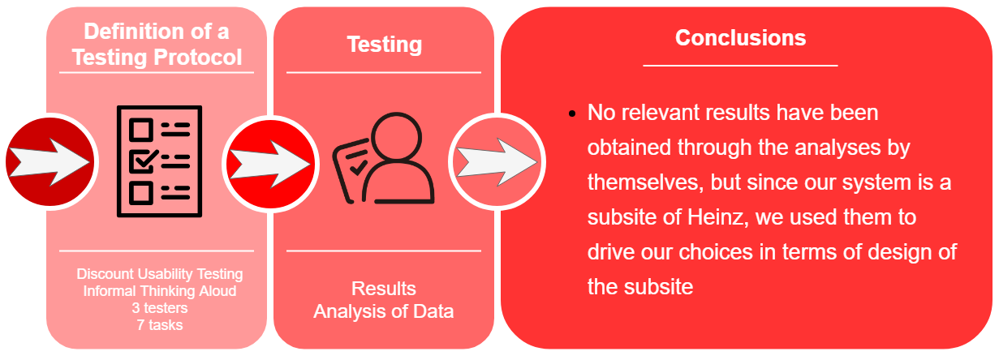 Definition of a
Testing Protocol
Discount Usability Testing
Informal Thinking Aloud
3 testers
7 tasks
Testing
Results
Analysis of Data
Conclusions
No relevant results have been
obtained through the analyses by
themselves, but since our system is a
subsite of Heinz, we used them to
drive our choices in terms of design of
the subsite